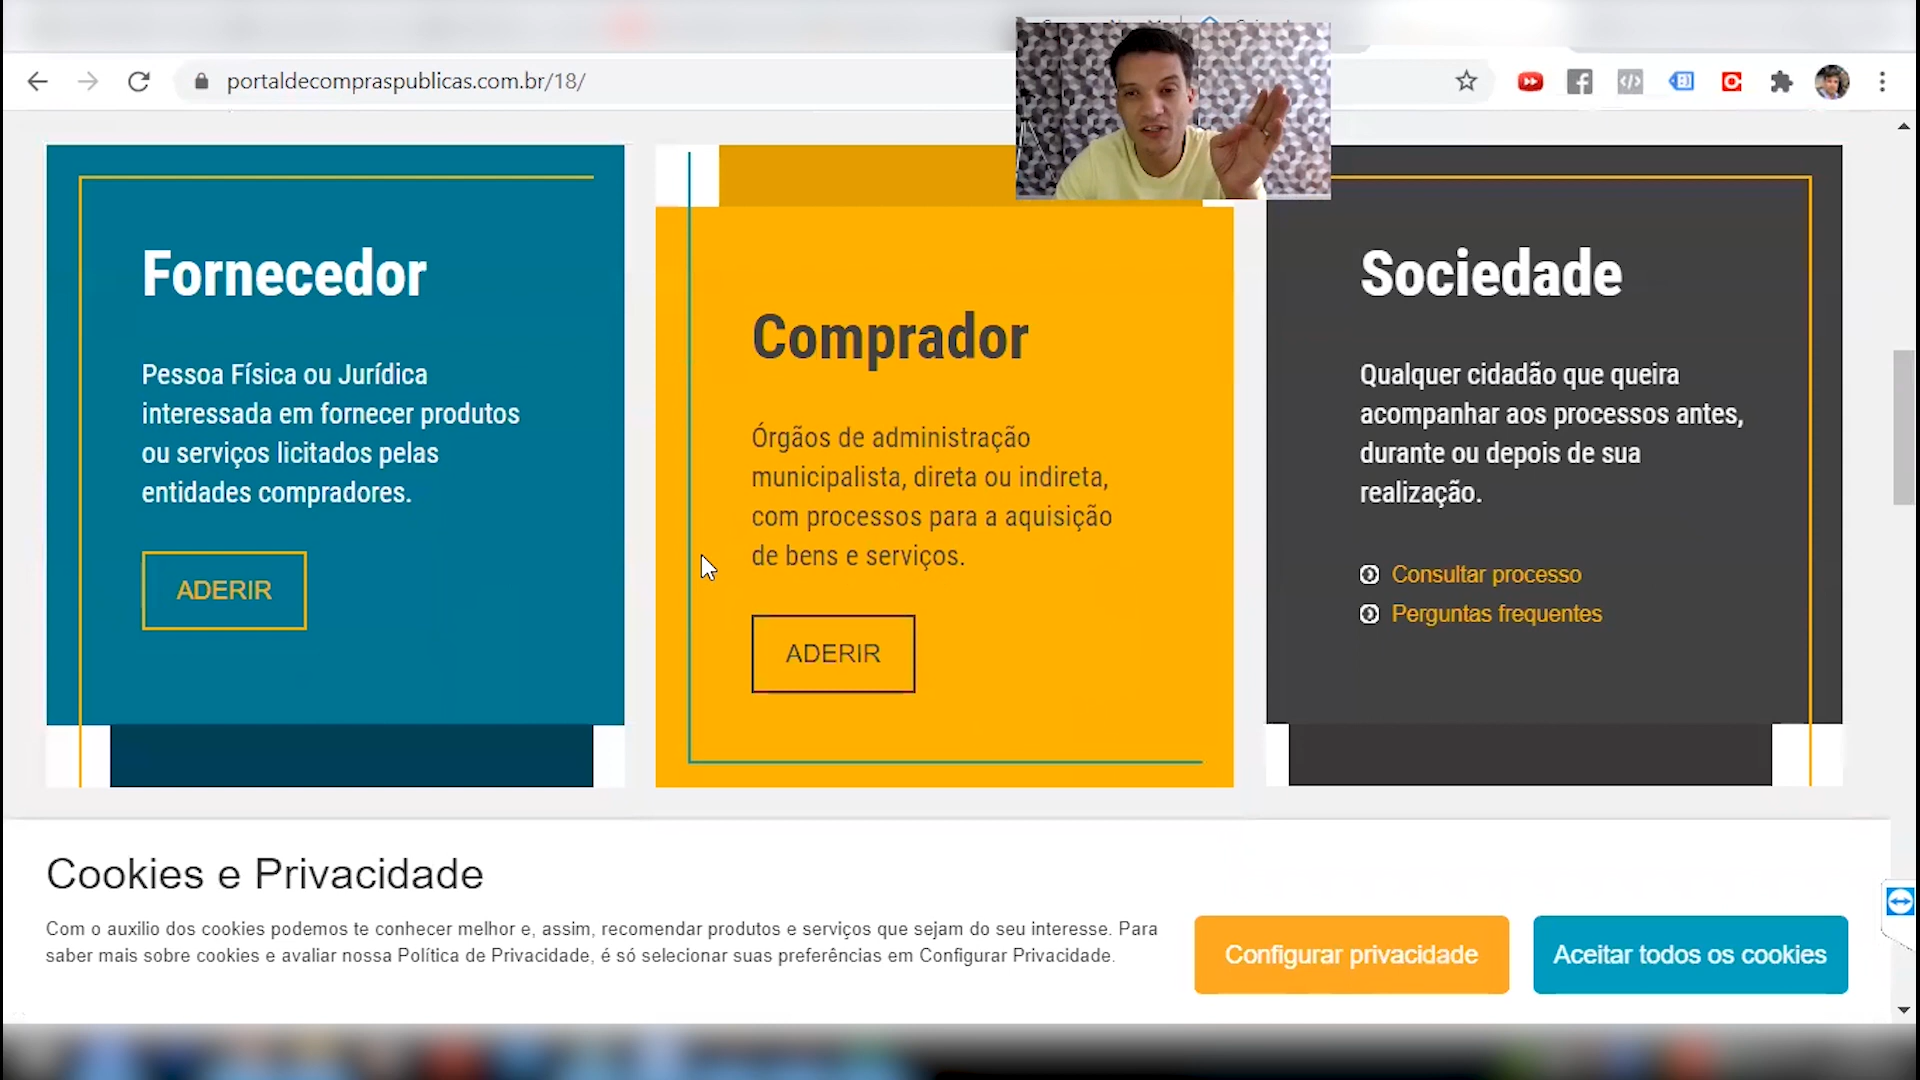 portaldecompraspublicas.com.br/18/
Fornecedor
Pessoa Física ou Jurídica
interessada em fornecer produtos
ou serviços licitados pelas
entidades compradores.
ADERIR
Comprador
Órgãos de administração
municipalista, direta ou indireta,
com processos para a aquisição
de bens e serviços.
ADERIR
Sociedade
Qualquer cidadão que queira
acompanhar aos processos antes,
durante ou depois de sua
realização.
Consultar processo
Perguntas frequentes
Cookies e Privacidade
Com o auxilio dos cookies podemos te conhecer melhor e, assim, recomendar produtos e serviços que sejam do seu interesse. Para
saber mais sobre cookies e avaliar nossa Política de Privacidade, é só selecionar suas preferências em Configurar Privacidade.
Configurar privacidade
Aceitar todos os cookies